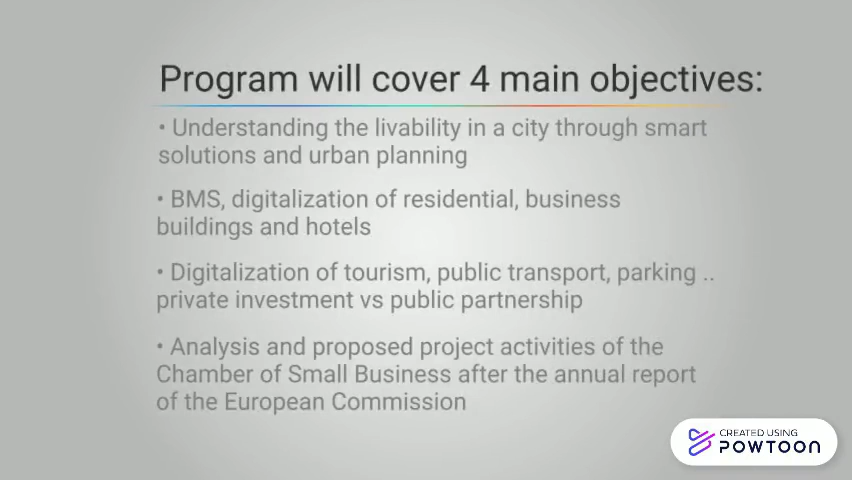 Program will cover 4 main objectives:
• Understanding the livability in a city through smart
solutions and urban planning
• BMS, digitalization of residential, business
buildings and hotels
• Digitalization of tourism, public transport, parking ..
private investment vs public partnership
• Analysis and proposed project activities of the
Chamber of Small Business after the annual report
of the European Commission
CREATED USING
POWTOON